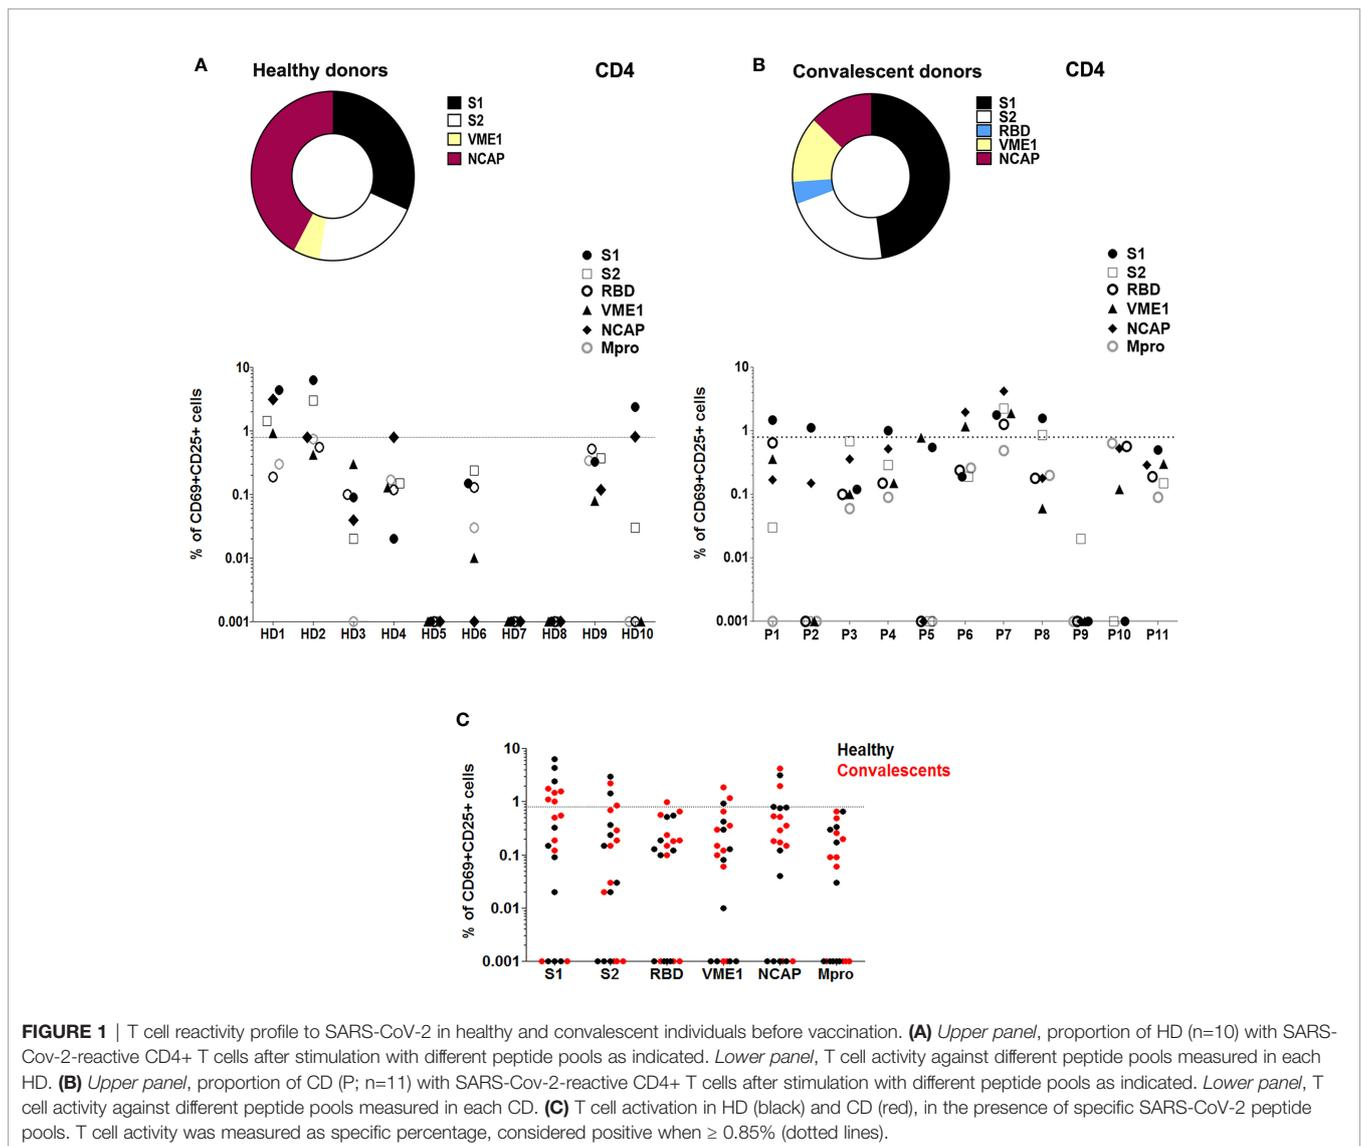 A
Healthy donors
CD4
S1
S2
VME1
NCAP
S1
S2
RBD
VME1
NCAP
Mpro
% of CD69+CD25+ cells
10
1
0.1
0.01
0.001
HD1 HD2 HD3 HD4 HD5 HD6 HD7 HD8 HD9 HD10
B
Convalescent donors
CD4
S1
S2
RBD
VME1
NCAP
S1
S2
RBD
VME1
NCAP
Mpro
% of CD69+CD25+ cells
10
1
0.1
0.01
0.001
P1 P2 P3 P4 P5 P6 P7 P8 P9 P10 P11
C
Healthy
Convalescents
% of CD69+CD25+ cells
10
1
0.1
0.01
0.001
S1 S2 RBD VME1 NCAP Mpro
FIGURE 1 | T cell reactivity profile to SARS-CoV-2 in healthy and convalescent individuals before vaccination. (A) Upper panel, proportion of HD (n=10) with SARS-
Cov-2-reactive CD4+ T cells after stimulation with different peptide pools as indicated. Lower panel, T cell activity against different peptide pools measured in each
HD. (B) Upper panel, proportion of CD (P; n=11) with SARS-Cov-2-reactive CD4+ T cells after stimulation with different peptide pools as indicated. Lower panel, T
cell activity against different peptide pools measured in each CD. (C) T cell activation in HD (black) and CD (red), in the presence of specific SARS-CoV-2 peptide
pools. T cell activity was measured as specific percentage, considered positive when ≥ 0.85% (dotted lines).